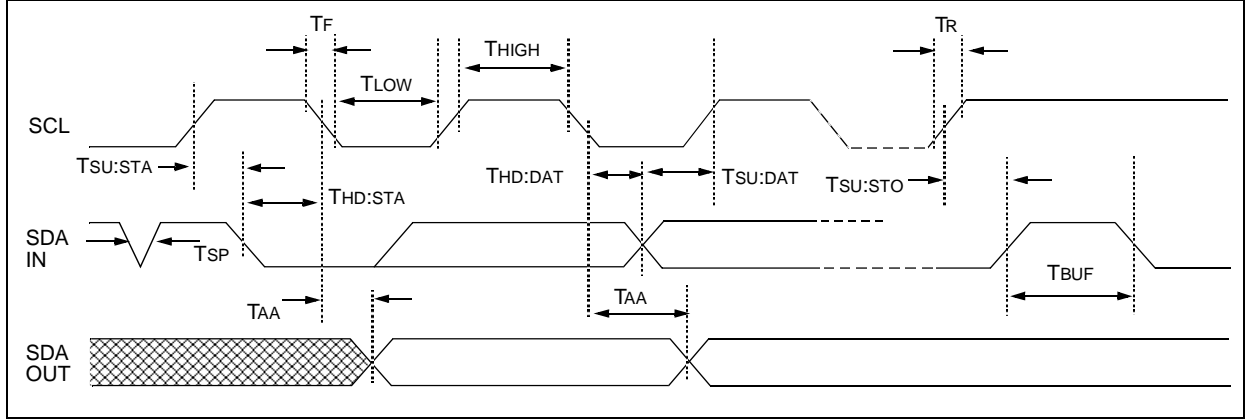 TF
TR
THIGH
TLOW
SCL
TSU:STA
THD:DAT
TSU:DAT
TSU:STO
THD:STA
SDA
IN
TSP
TBUF
TAA
TAA
SDA
OUT